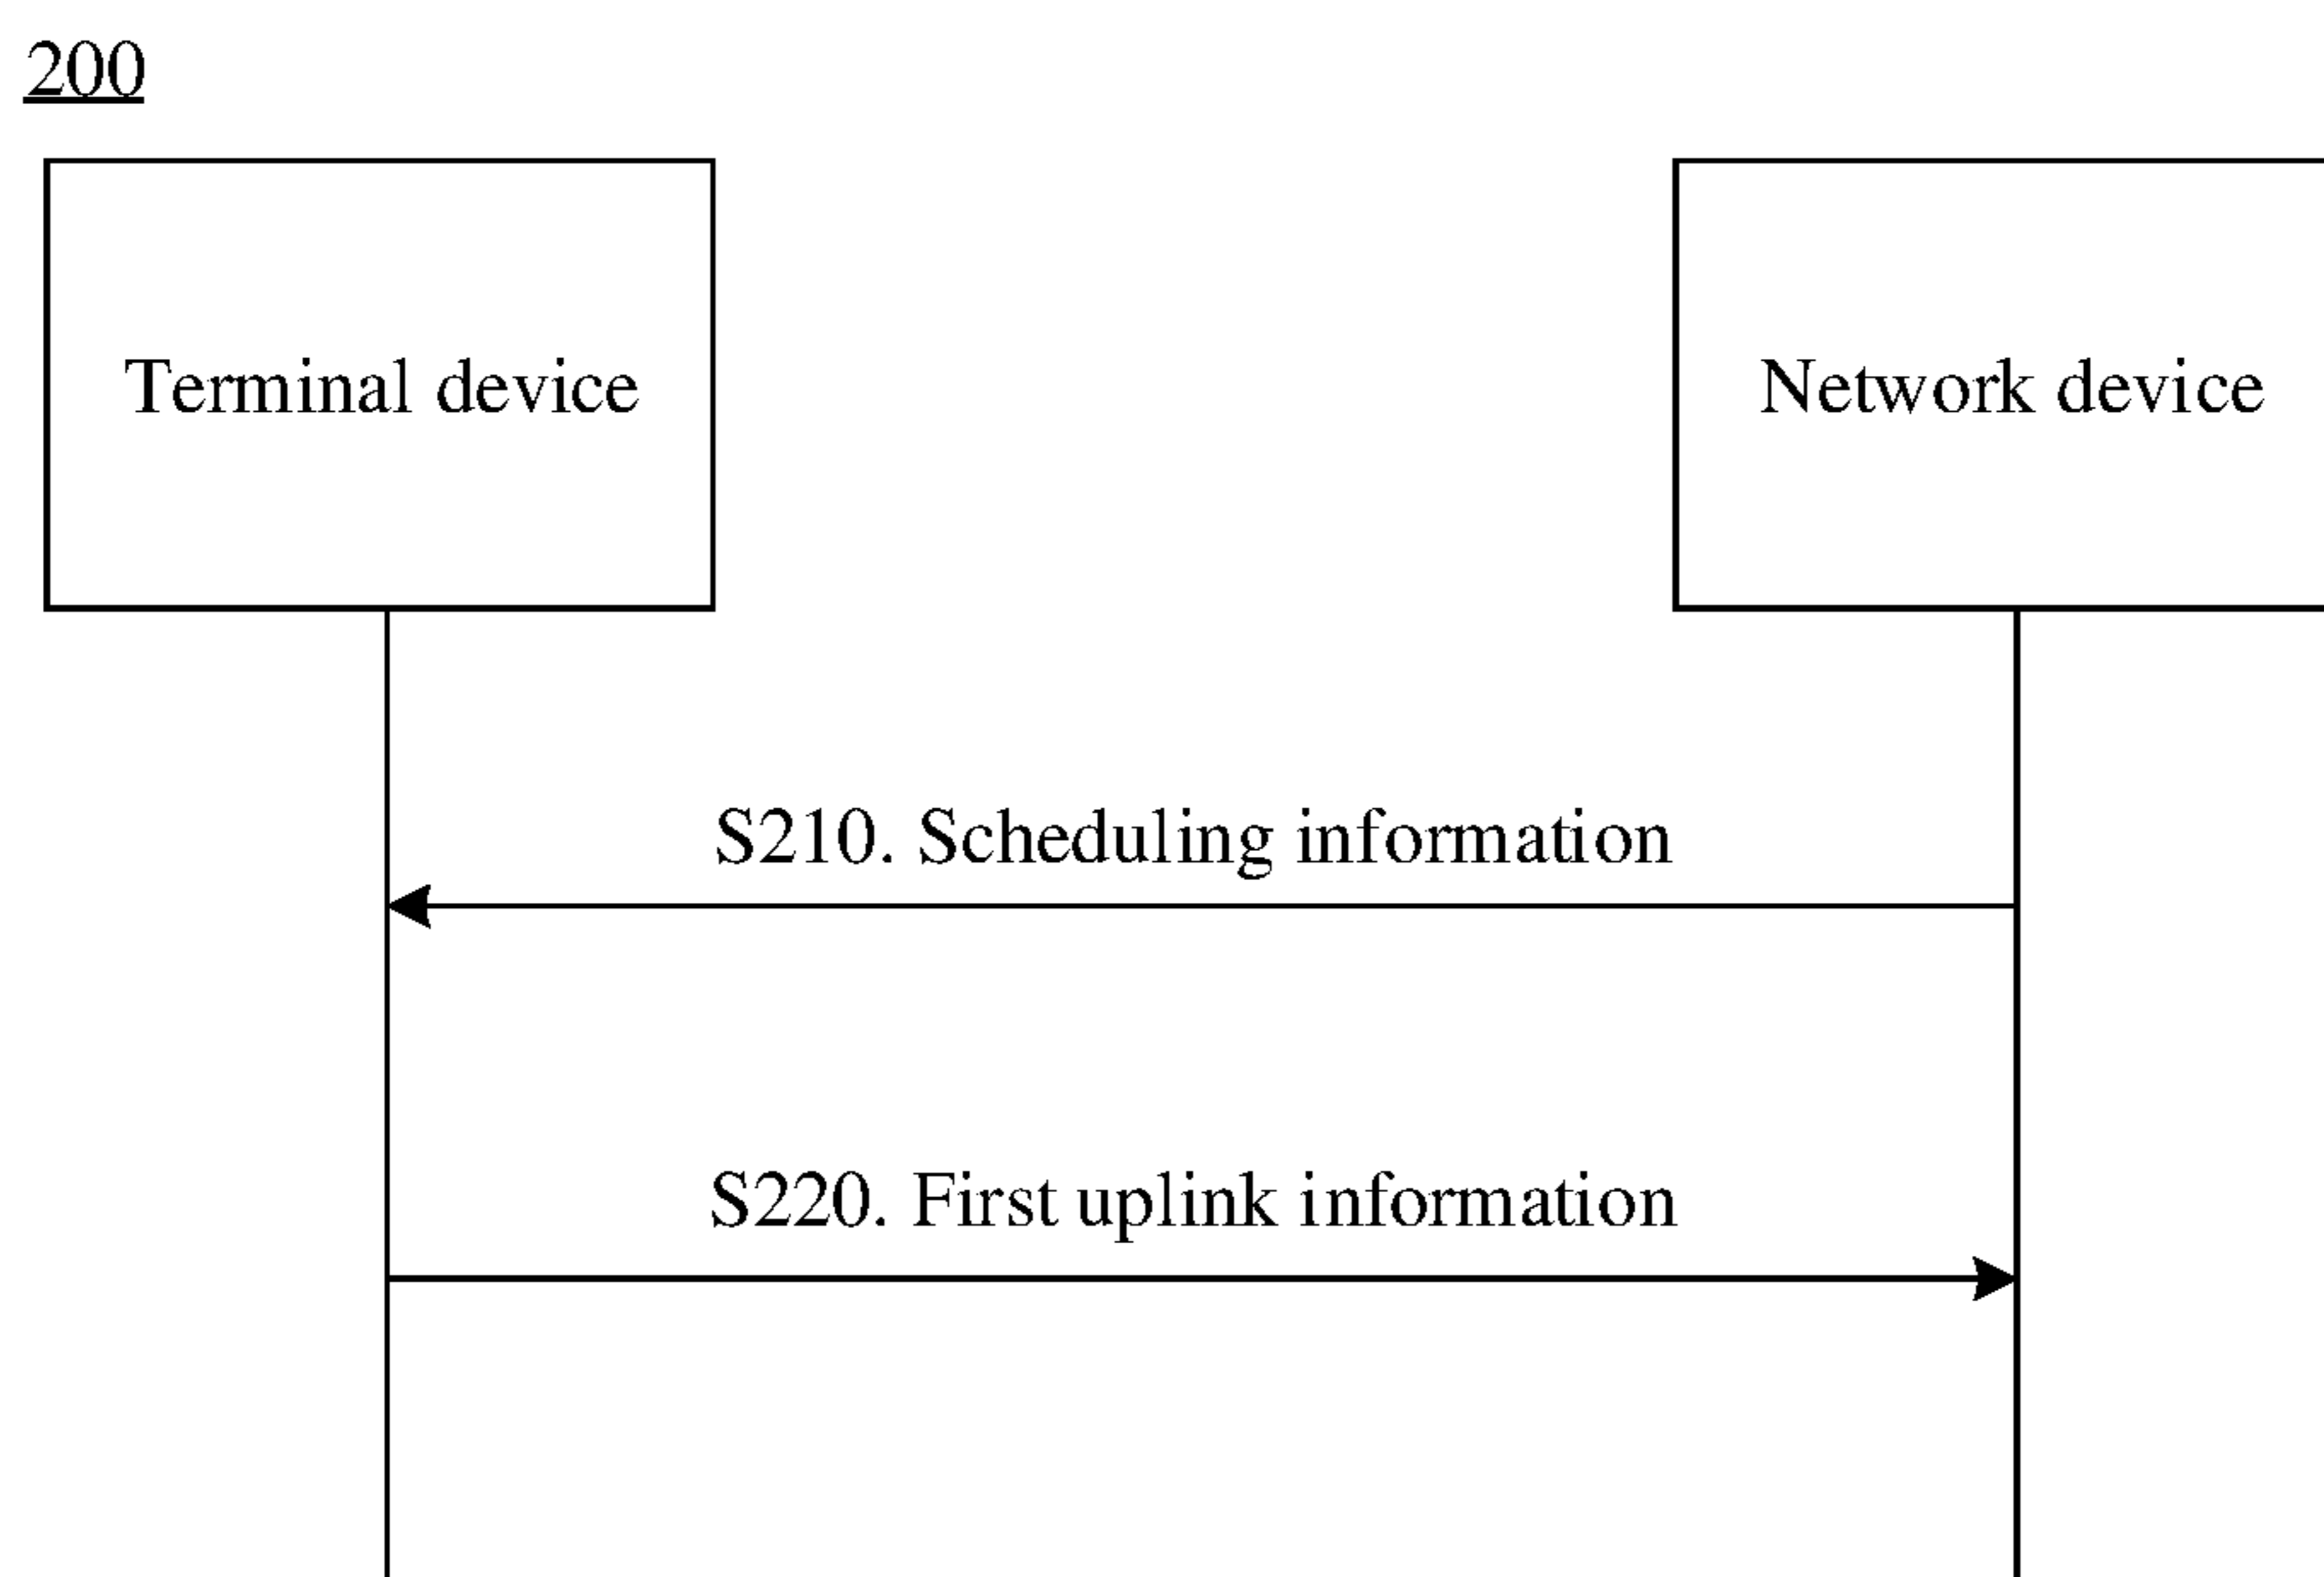 200
Terminal device
Network device
S210. Scheduling information
S220. First uplink information